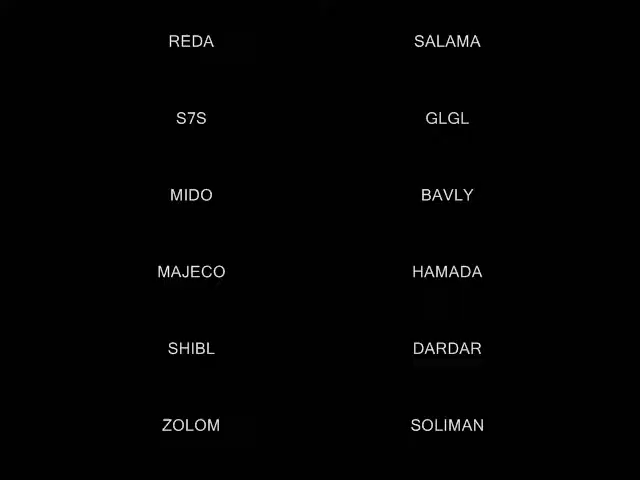 REDA SALAMA
S7S GLGL
MIDO BAVLY
MAJECO HAMADA
SHIBL DARDAR
ZOLOM SOLIMAN